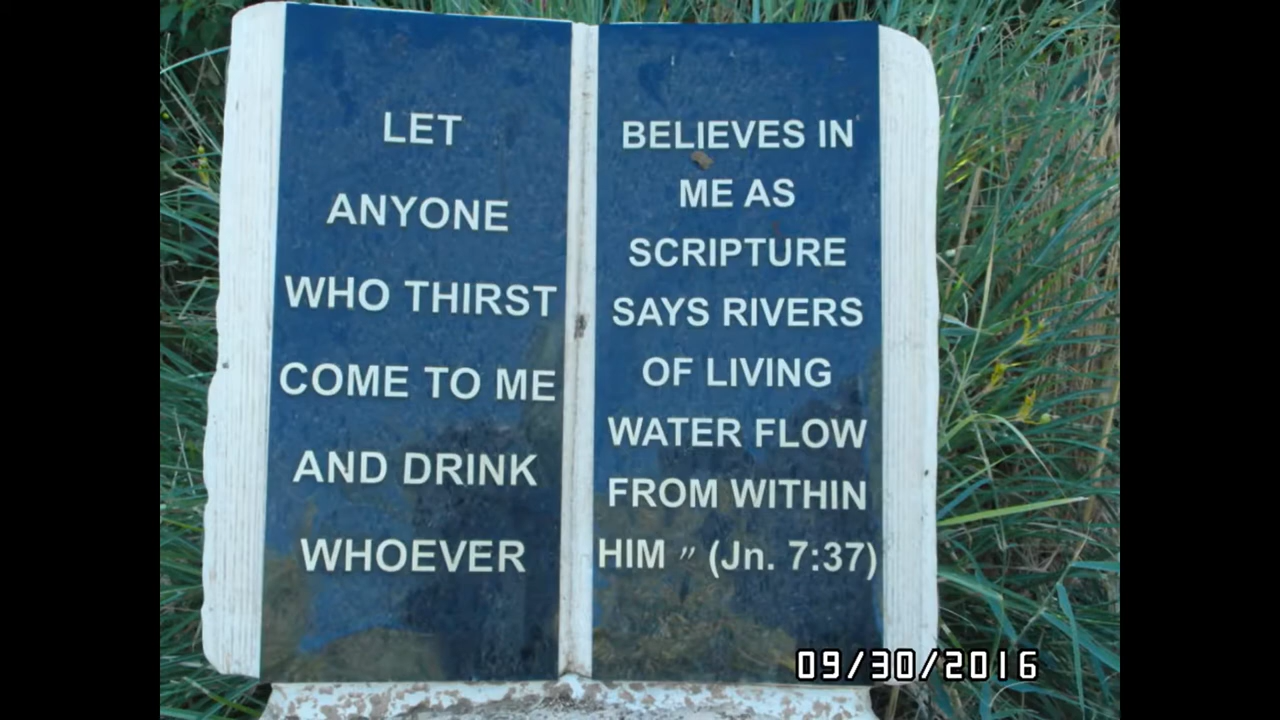 LET
ANYONE
WHO THIRST
COME TO ME
AND DRINK
WHOEVER
BELIEVES IN
ME AS
SCRIPTURE
SAYS RIVERS
OF LIVING
WATER FLOW
FROM WITHIN
HIM " (Jn. 7:37)
09/30/2016